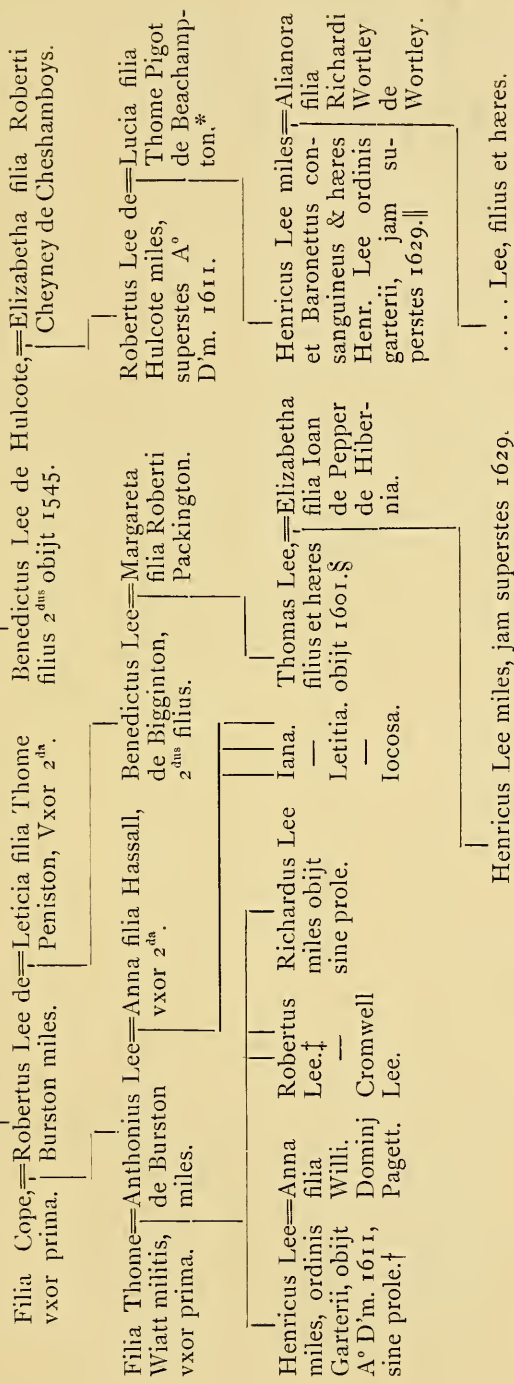 Filia Cope,═Robertus Lee de═Leticia filia Thome
vxor prima. Burston miles. Peniston, Vxor 2da.
Benedictus Lee de Hulcote,═Elizabetha filia Roberti
filius 2dus obijt 1545. Cheyney de Cheshamboys.
Filia Thome═Anthonius Lee═Anna filia Hassall,
Wiatt militis, de Burston vxor 2da.
vxor prima. miles.
Benedictus Lee═Margareta
de Bigginton, filia Roberti
2dus filius. Packington.
Robertus Lee de═Lucia filia
Hulcote miles, Thome Pigot
superstes A° de Beachamp-
D'm. 1611. ton.*
Henricus Lee═Anna
miles, ordinis filia
Garterii, obijt Willi.
A° D'm. 1611, Dominj
sine prole.† Pagett.
Robertus
Lee.‡
—
Cromwell
Lee.
Richardus Lee
miles obijt
sine prole.
Iana.
—
Letitia.
—
Iocosa.
Thomas Lee,═Elizabetha
filius et hæres filia Ioan
obijt 1601.§ de Pepper
de Hiber-
nia.
Henricus Lee miles═Alianora
et Baronettus con- filia
sanguineus & hæres Richardi
Henr. Lee ordinis Wortley
garterii, jam su- de
perstes 1629.‖ Wortley.
Henricus Lee miles, jam superstes 1629.
. . . . Lee, filius et hæres.